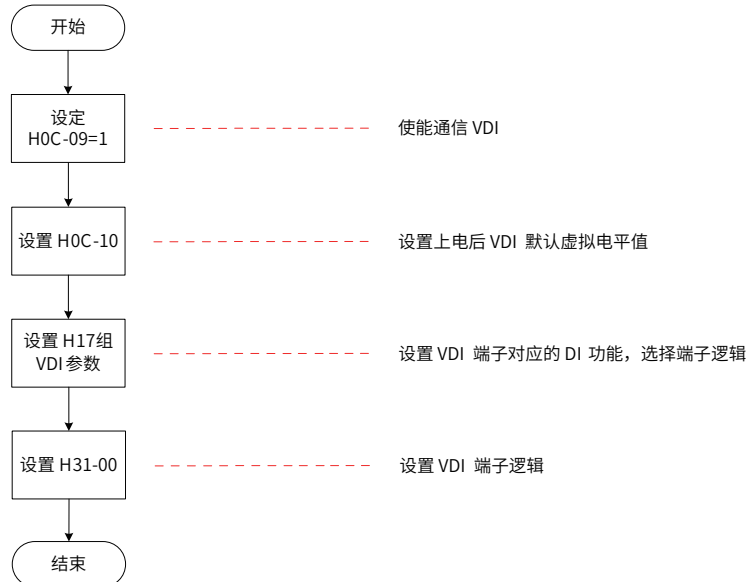 开始
设定
H0C-09=1
使能通信 VDI
设置 H0C-10
设置上电后 VDI 默认虚拟电平值
设置 H17组
VDI 参数
设置 VDI 端子对应的 DI 功能，选择端子逻辑
设置 H31-00
设置 VDI 端子逻辑
结束